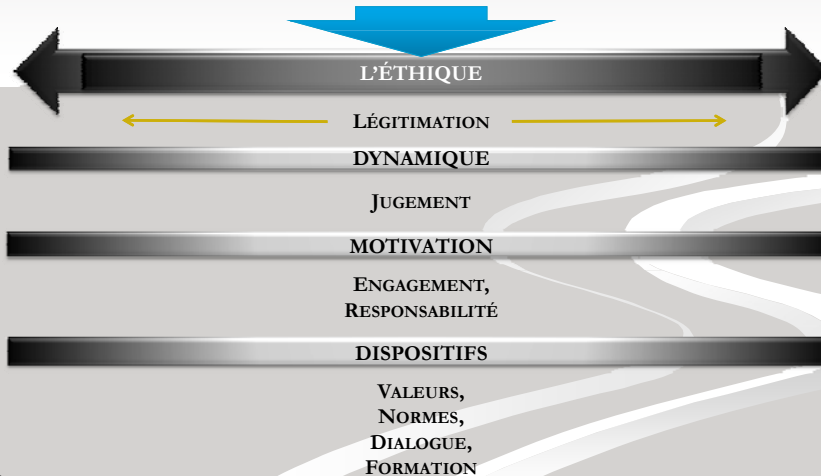 L'ÉTHIQUE
LÉGITIMATION
DYNAMIQUE
JUGEMENT
MOTIVATION
ENGAGEMENT,
RESPONSABILITÉ
DISPOSITIFS
VALEURS,
NORMES,
DIALOGUE,
FORMATION